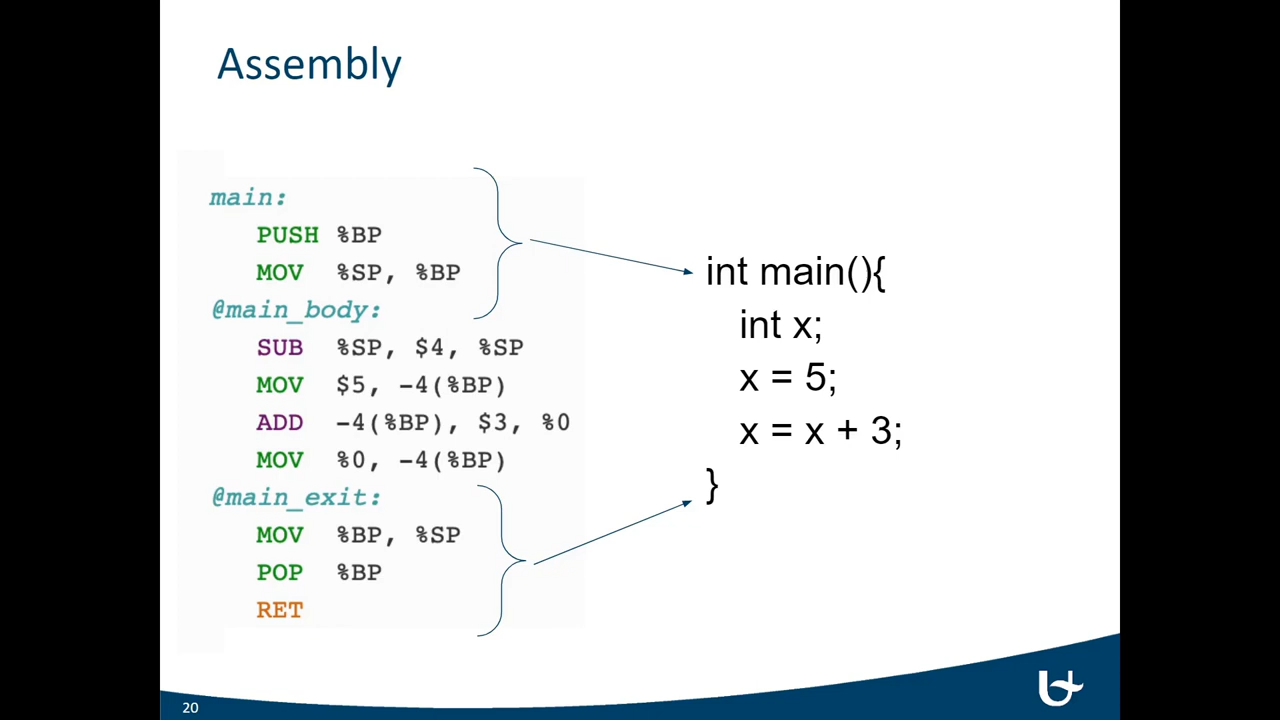 Assembly
main:
PUSH %BP
MOV %SP, %BP
@main_body:
SUB %SP, $4, %SP
MOV $5, -4(%BP)
ADD -4(%BP), $3, %0
MOV %0, -4(%BP)
@main_exit:
MOV %BP, %SP
POP %BP
RET
int main(){
int x;
x = 5;
x = x + 3;
}
20